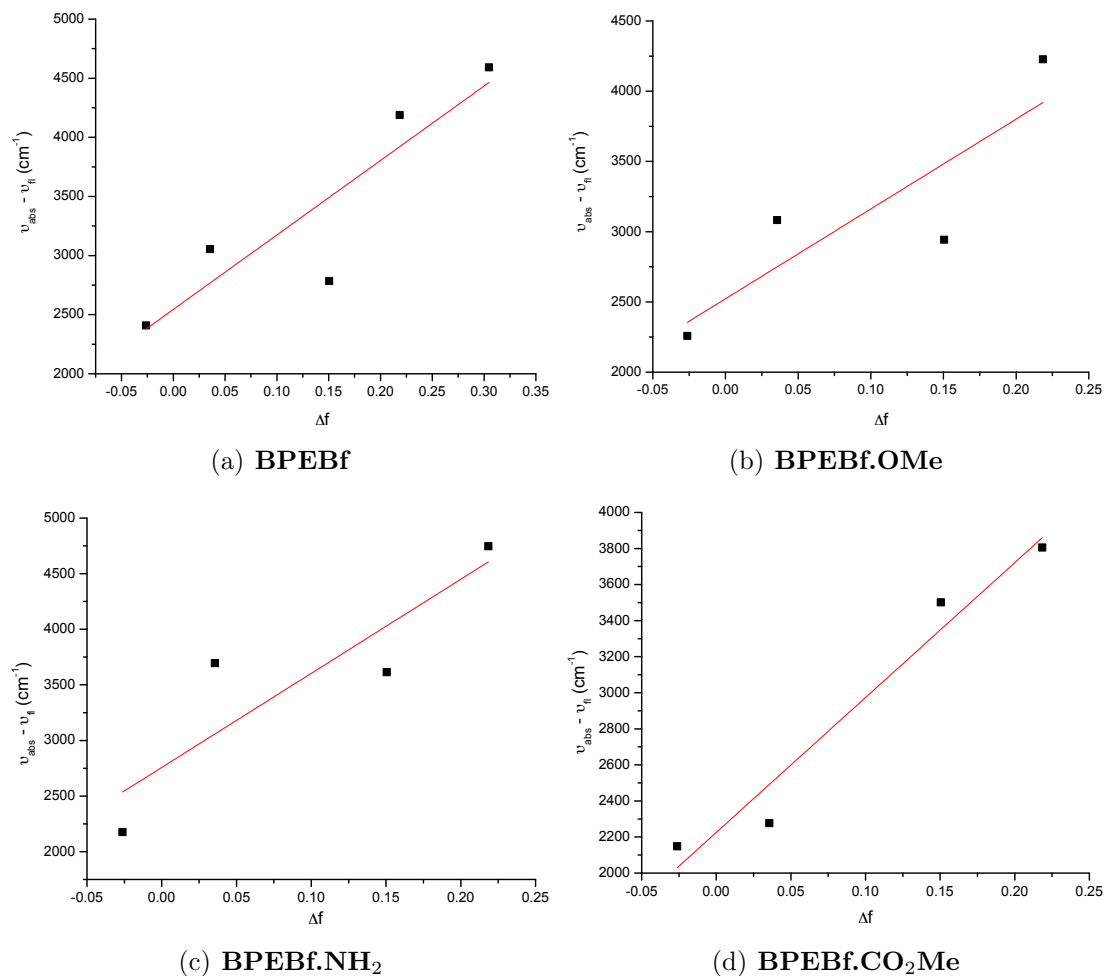 5000
4500
4000
3500
3000
2500
2000
υabs - υfl (cm-1)
-0.05 0.00 0.05 0.10 0.15 0.20 0.25 0.30 0.35
Δf
(a) BPEBf
4250
4000
3500
3000
2500
2000
υabs - υfl (cm-1)
-0.05 0.00 0.05 0.10 0.15 0.20 0.25
Δf
(b) BPEBf.OMe
5000
4500
4000
3500
3000
2500
2000
υabs - υfl (cm-1)
-0.05 0.00 0.05 0.10 0.15 0.20 0.25
Δf
(c) BPEBf.NH2
4000
3800
3600
3400
3200
3000
2800
2600
2400
2200
2000
υabs - υfl (cm-1)
-0.05 0.00 0.05 0.10 0.15 0.20 0.25
Δf
(d) BPEBf.CO2Me